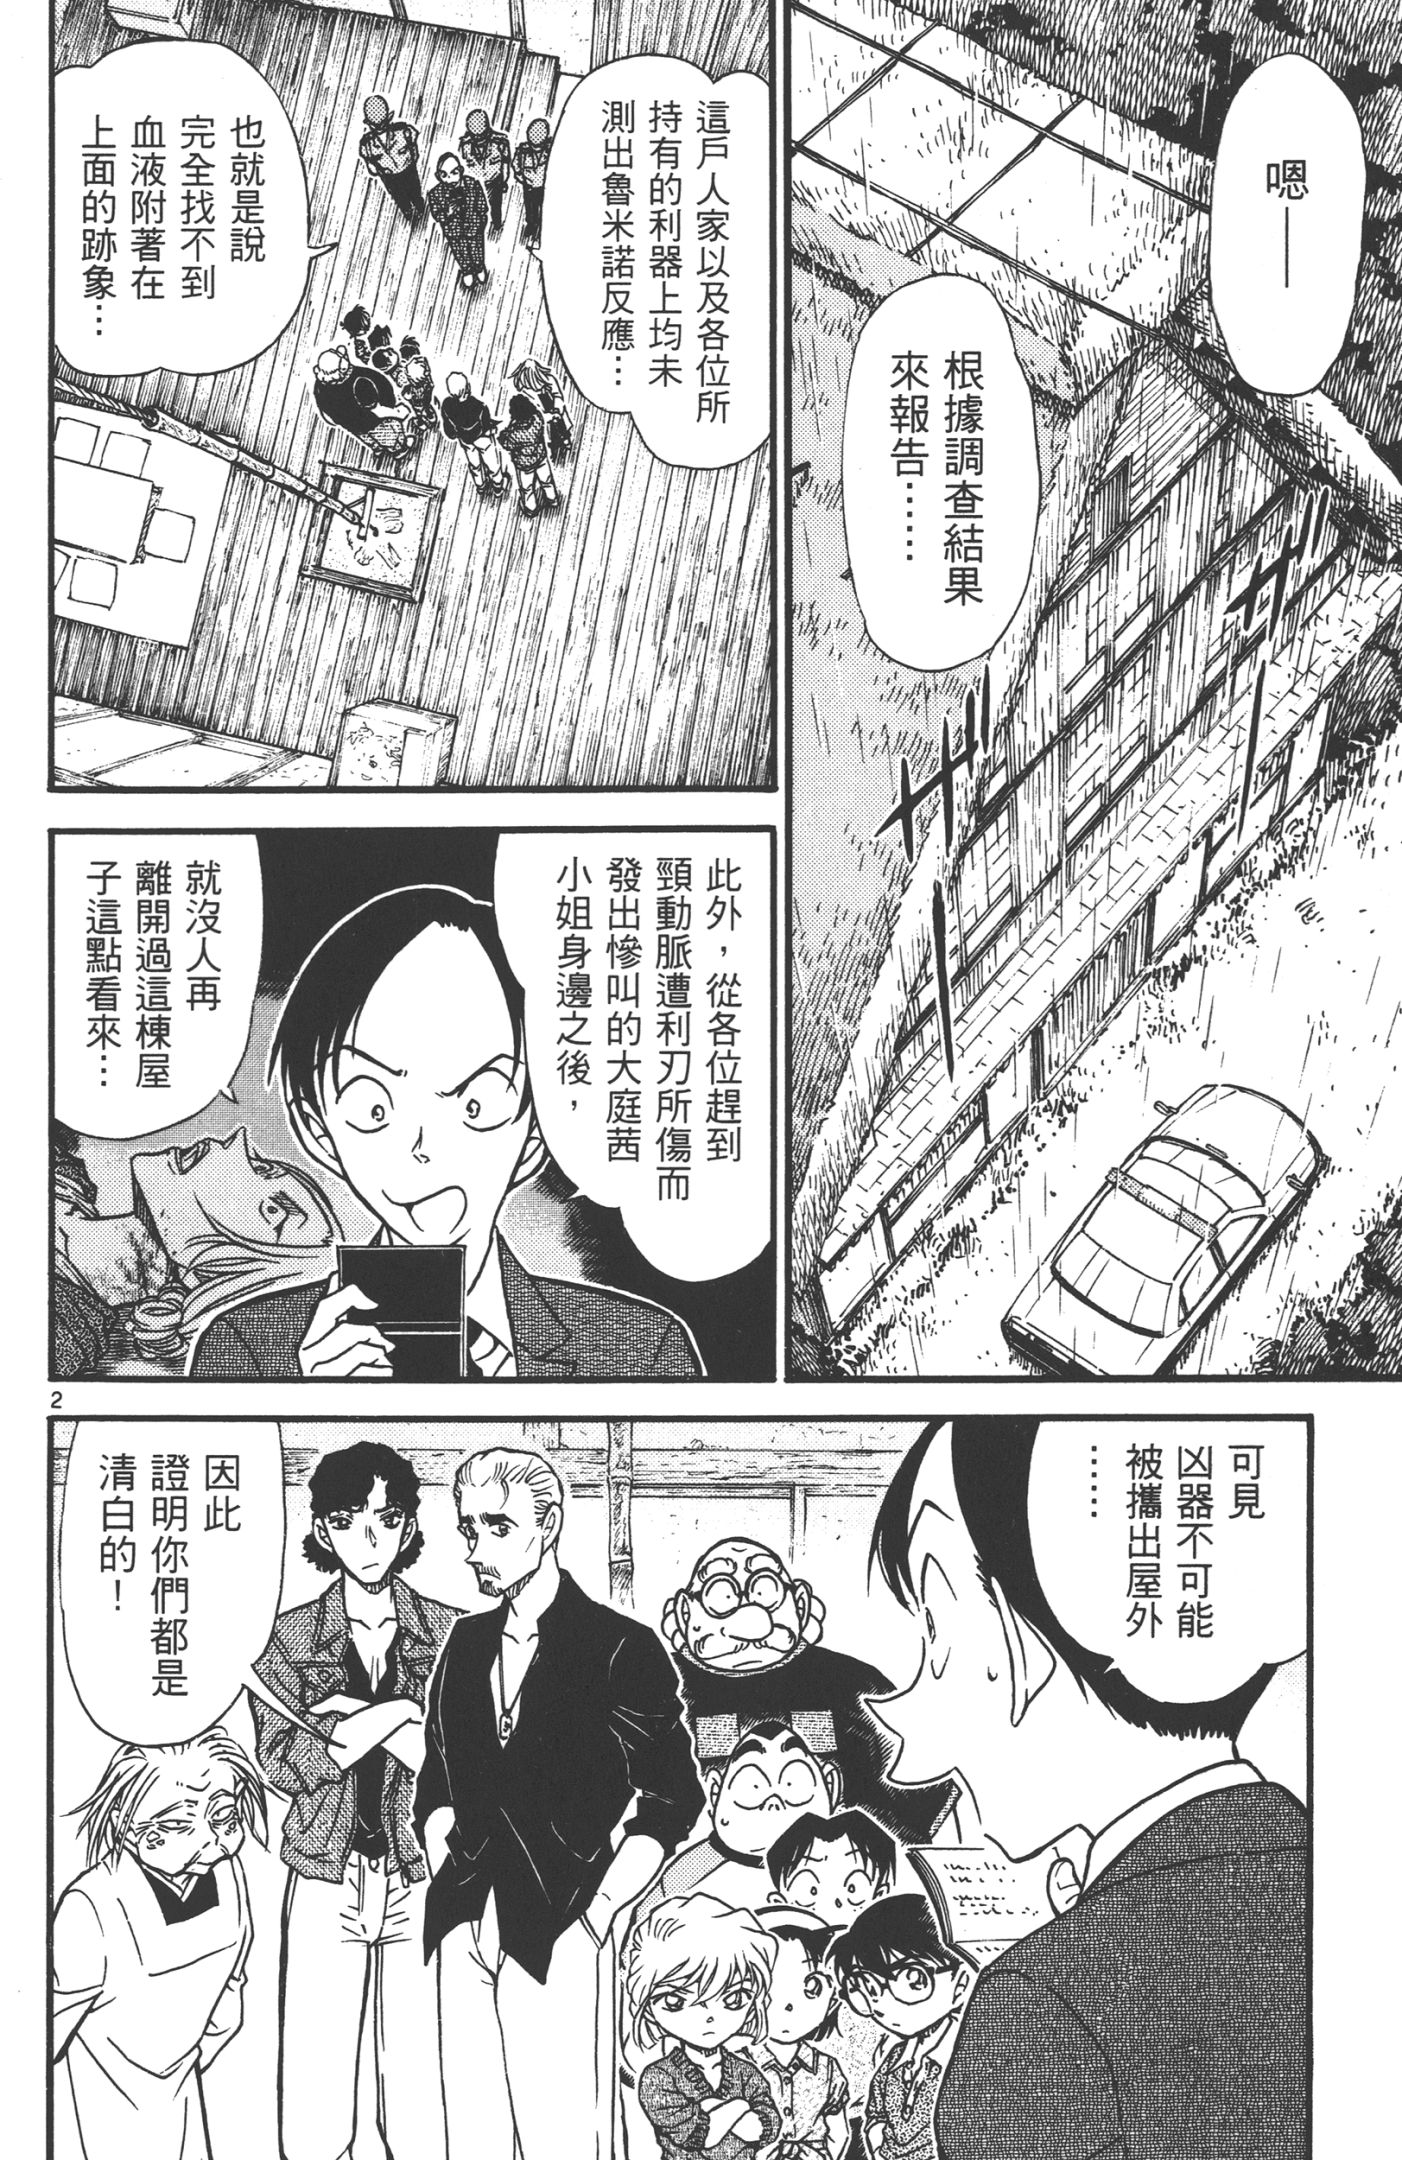 嗯──
根據調查結果
來報告……
ザー
ザー
這戶人家以及各位所
持有的利器上均未
測出魯米諾反應…
也就是說
完全找不到
血液附著在
上面的跡象…
此外，從各位趕到
頸動脈遭利刃所傷而
發出慘叫的大庭茜
小姐身邊之後，
就沒人再
離開過這棟屋
子這點看來…
2
可見
凶器不可能
被攜出屋外
……
因此
證明你們都是
清白的！